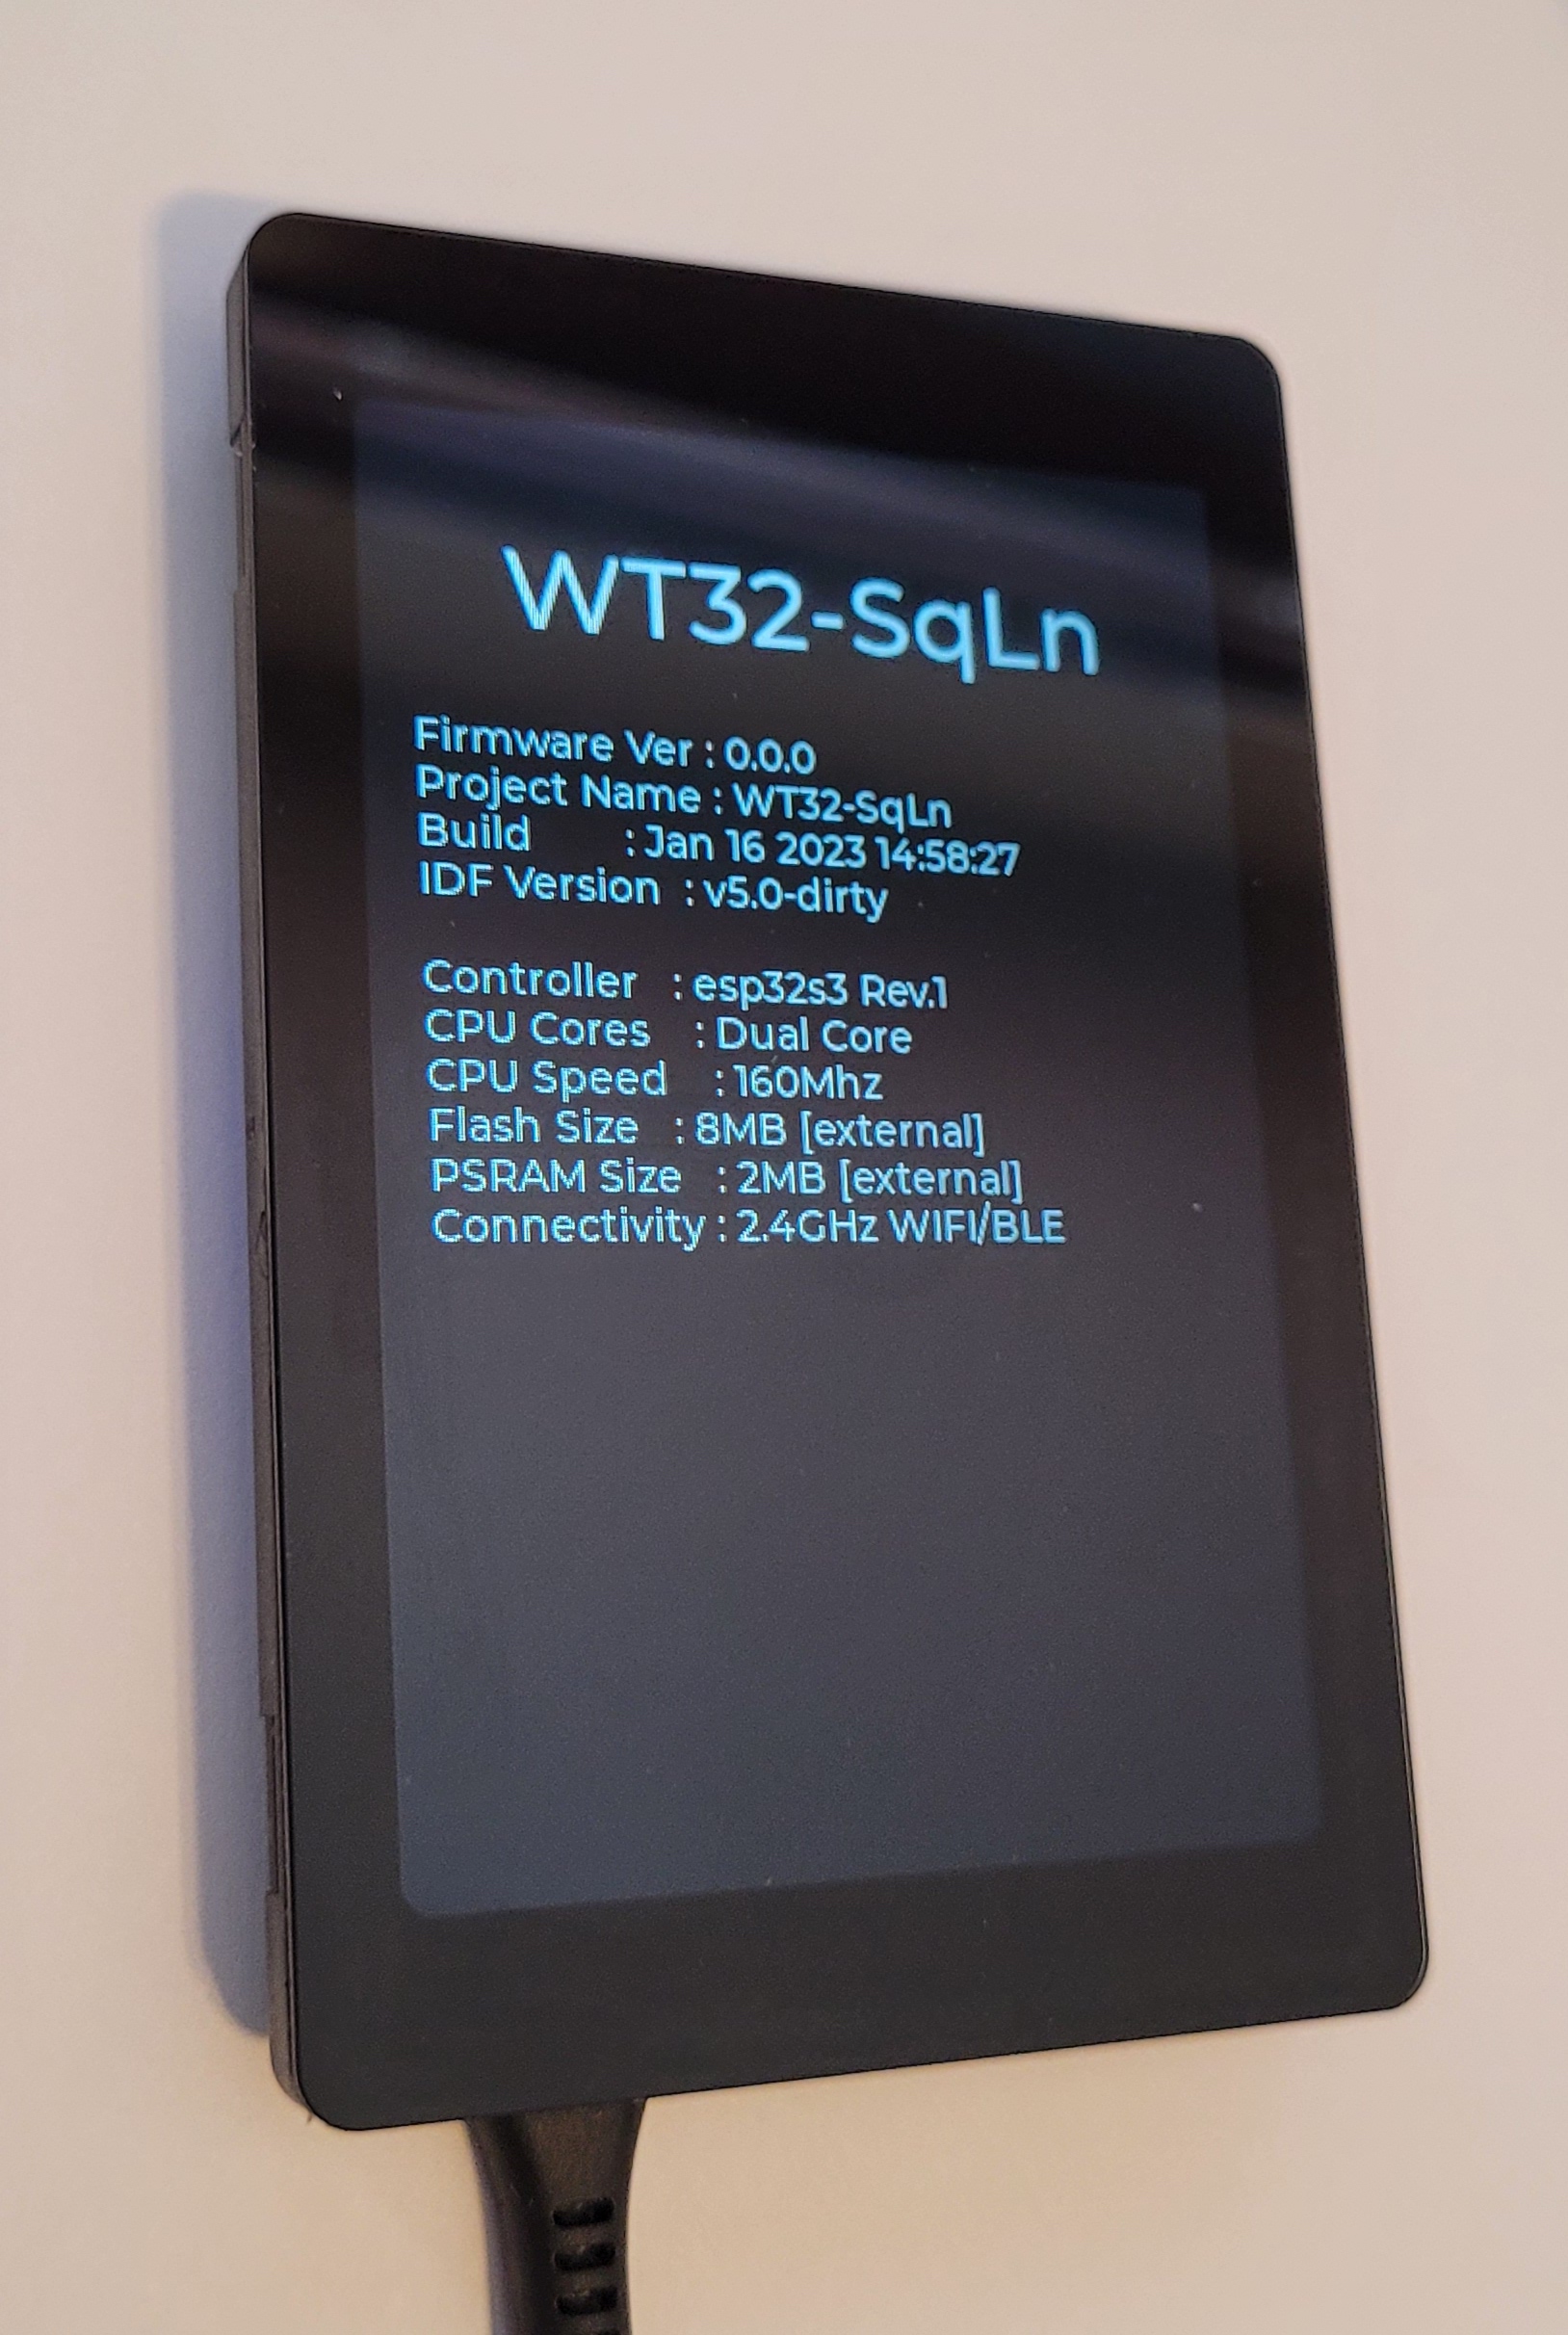 WT32-SqLn
Firmware Ver : 0.0.0
Project Name : WT32-SqLn
Build : Jan 16 2023 14:58:27
IDF Version : v5.0-dirty
Controller : esp32s3 Rev.1
CPU Cores : Dual Core
CPU Speed : 160Mhz
Flash Size : 8MB [external]
PSRAM Size : 2MB [external]
Connectivity : 2.4GHz WIFI/BLE